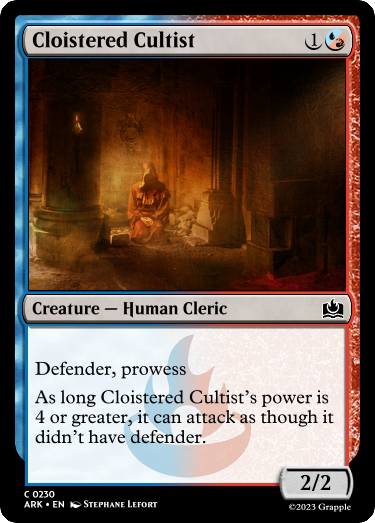 Cloistered Cultist 1
Creature — Human Cleric
Defender, prowess
As long Cloistered Cultist's power is
4 or greater, it can attack as though it
didn't have defender.
2/2
C 0230
ARK • EN Stephane Lefort
©2023 Grapple